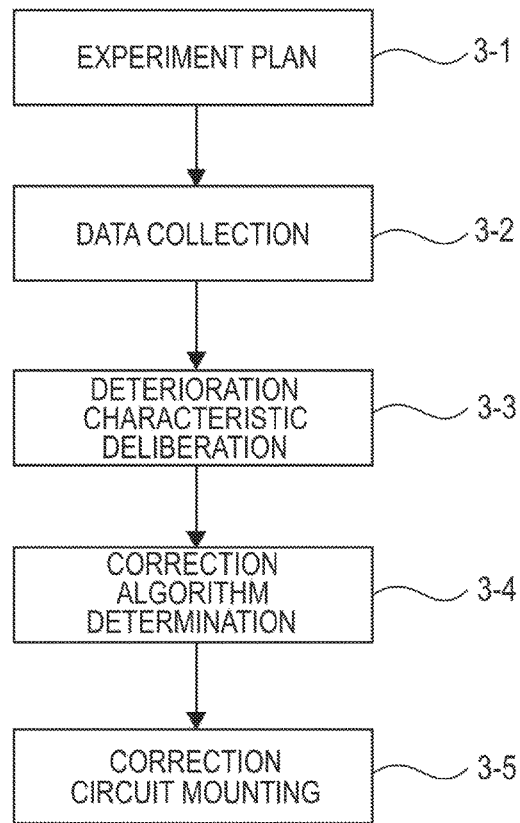 EXPERIMENT PLAN
3-1
DATA COLLECTION
3-2
DETERIORATION
CHARACTERISTIC
DELIBERATION
3-3
CORRECTION
ALGORITHM
DETERMINATION
3-4
CORRECTION
CIRCUIT MOUNTING
3-5